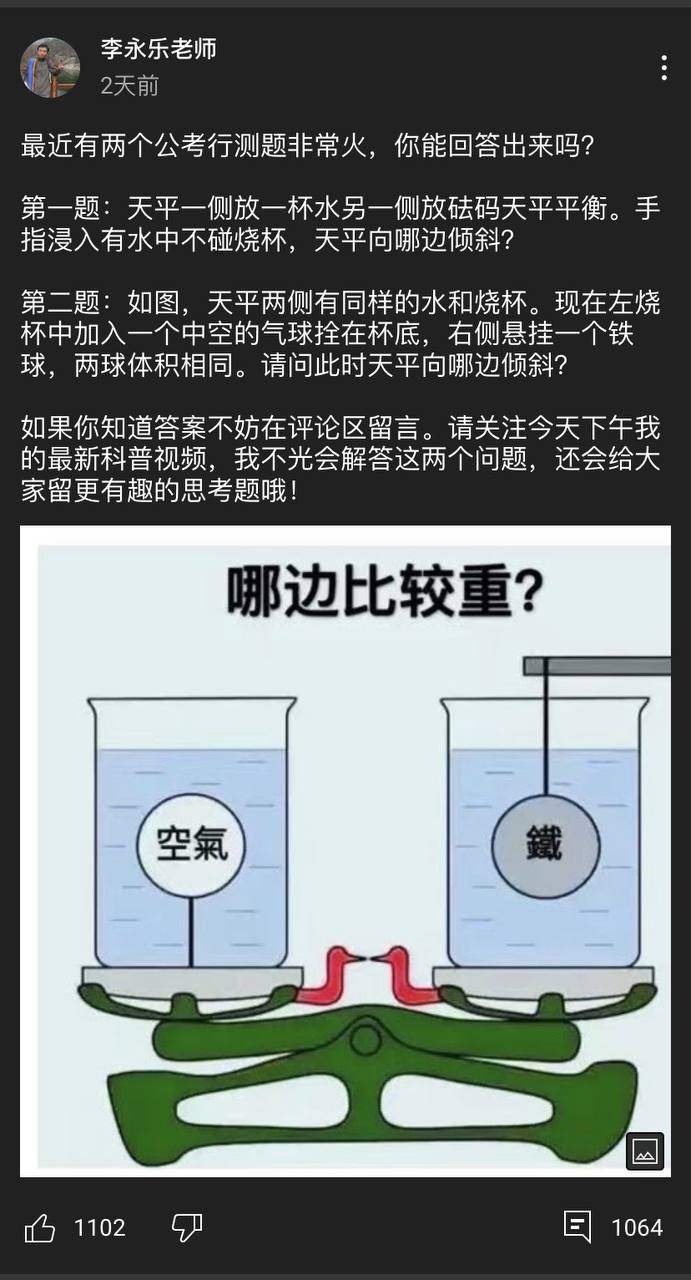 李永乐老师
2天前
最近有两个公考行测题非常火，你能回答出来吗？
第一题：天平一侧放一杯水另一侧放砝码天平平衡。手
指浸入有水中不碰烧杯，天平向哪边倾斜？
第二题：如图，天平两侧有同样的水和烧杯。现在左烧
杯中加入一个中空的气球拴在杯底，右侧悬挂一个铁
球，两球体积相同。请问此时天平向哪边倾斜？
如果你知道答案不妨在评论区留言。请关注今天下午我
的最新科普视频，我不光会解答这两个问题，还会给大
家留更有趣的思考题哦！
哪边比较重?
空氣
鐵
1102
1064